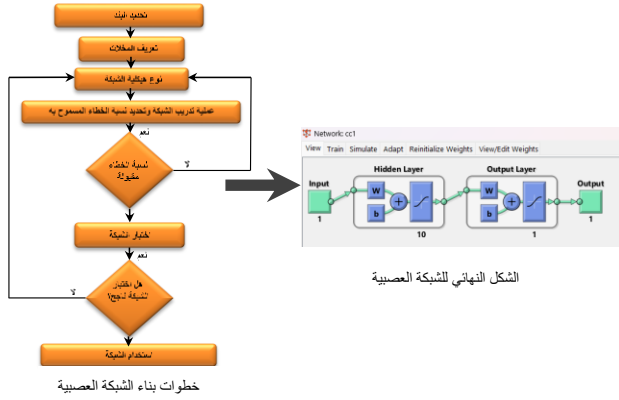 تحديد البند
تعريف المخلات
نوع هيكلية الشبكة
عملية تدريب الشبكة وتحديد نسبة الخطاء المسموح به
نعم
نسبة الخطاء
مقبولة
لا
اختبار الشبكة
نعم
هل اختبار
الشبكة ناجح؟
لا
استخدام الشبكة
خطوات بناء الشبكة العصبية
Network: cc1
View Train Simulate Adapt Reinitialize Weights View/Edit Weights
Hidden Layer
Output Layer
Input
W
b
+
W
b
+
Output
1
10
1
1
الشكل النهائي للشبكة العصبية